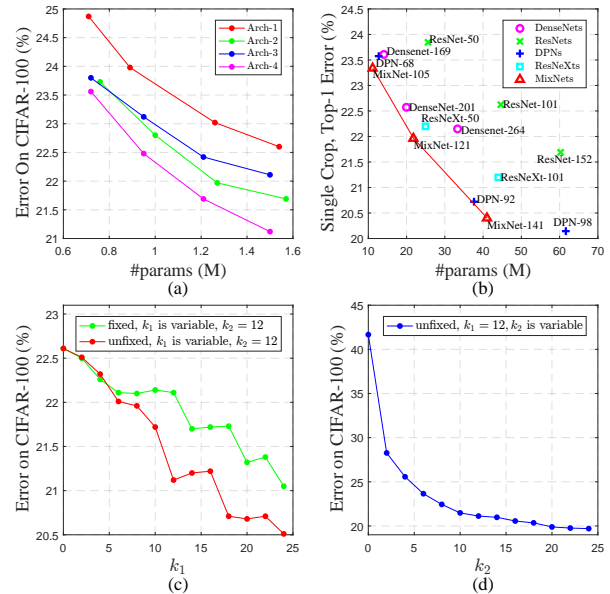 Error On CIFAR-100 (%)
25
24.5
24
23.5
23
22.5
22
21.5
21
0.6
0.8
1
1.2
1.4
1.6
#params (M)
(a)
Arch-1
Arch-2
Arch-3
Arch-4
Single Crop, Top-1 Error (%)
24.5
24
23.5
23
22.5
22
21.5
21
20.5
20
10
20
30
40
50
60
70
#params (M)
(b)
DenseNets
ResNets
DPNs
ResNeXts
MixNets
ResNet-50
Densenet-169
DPN-68
MixNet-105
DenseNet-201
ResNet-101
ResNeXt-50
Densenet-264
MixNet-121
ResNet-152
ResNeXt-101
DPN-92
MixNet-141
DPN-98
Error on CIFAR-100 (%)
23
22.5
22
21.5
21
20.5
0
5
10
15
20
25
k₁
(c)
fixed, k₁ is variable, k₂ = 12
unfixed, k₁ is variable, k₂ = 12
Error on CIFAR-100 (%)
45
40
35
30
25
20
0
5
10
15
20
25
k₂
(d)
unfixed, k₁ = 12, k₂ is variable